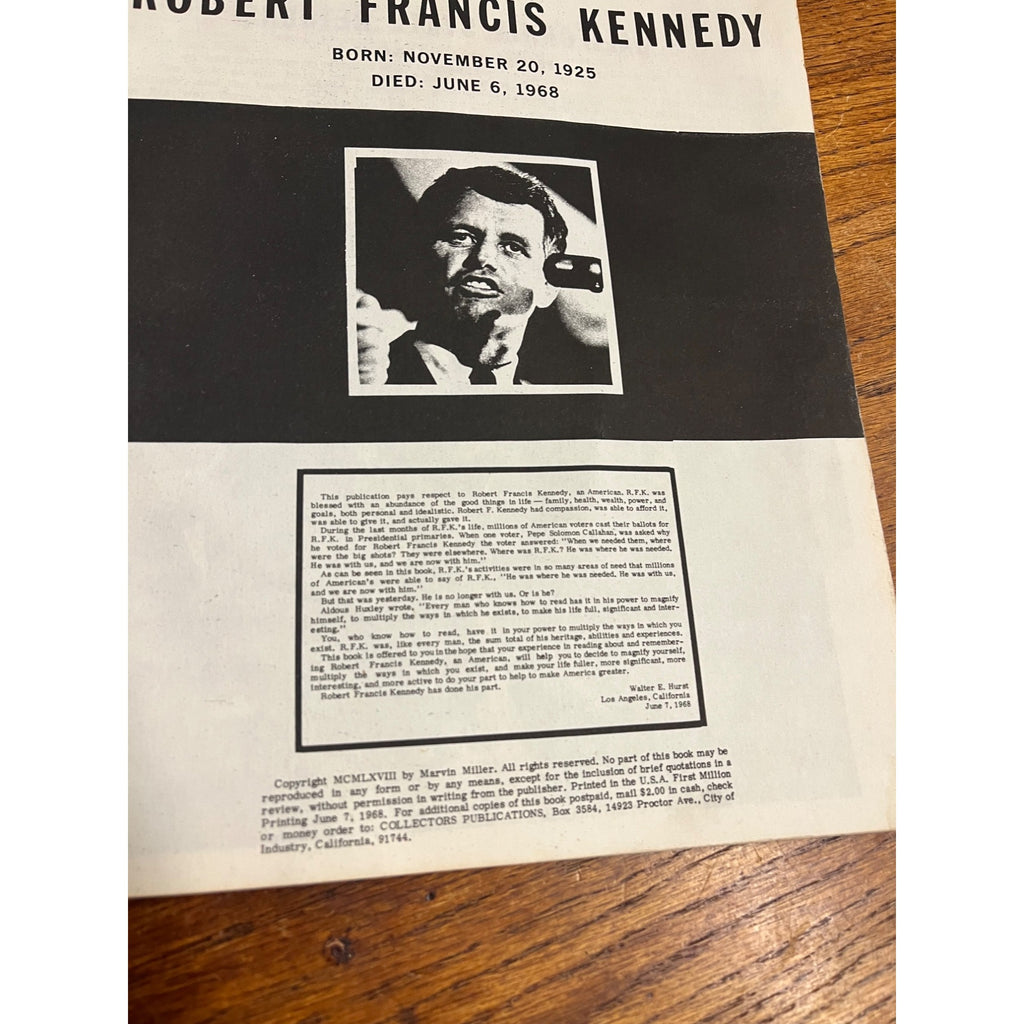 ROBERT FRANCIS KENNEDY
BORN: NOVEMBER 20, 1925
DIED: JUNE 6, 1968
This publication pays respect to Robert Francis Kennedy, an American. R.F.K. was
blessed with an abundance of the good things in life — family, health, wealth, power, and
goals, both personal and idealistic. Robert F. Kennedy had compassion, was able to afford it,
was able to give it, and actually gave it.
During the last months of R.F.K.'s life, millions of American voters cast their ballots for
R.F.K. in Presidential primaries. When one voter, Pepe Solomon Callahan, was asked why
he voted for Robert Francis Kennedy the voter answered: "When we needed them, where
were the big shots? They were elsewhere. Where was R.F.K.? He was where he was needed.
He was with us, and we are now with him."
As can be seen in this book, R.F.K.'s activities were in so many areas of need that millions
of American's were able to say of R.F.K., "He was where he was needed. He was with us,
and we are now with him."
But that was yesterday. He is no longer with us. Or is he?
Aldous Huxley wrote, "Every man who knows how to read has it in his power to magnify
himself, to multiply the ways in which he exists, to make his life full, significant and inter-
esting."
You, who know how to read, have it in your power to multiply the ways in which you
exist. R.F.K. was, like every man, the sum total of his heritage, abilities and experiences.
This book is offered to you in the hope that your experience in reading about and remember-
ing Robert Francis Kennedy, an American, will help you to decide to magnify yourself,
multiply the ways in which you exist, and make your life fuller, more significant, more
interesting, and more active to do your part to help to make America greater.
Robert Francis Kennedy has done his part.
Walter E. Hurst
Los Angeles, California
June 7, 1968
Copyright MCMLXVIII by Marvin Miller. All rights reserved. No part of this book may be
reproduced in any form or by any means, except for the inclusion of brief quotations in a
review, without permission in writing from the publisher. Printed in the U.S.A. First Million
Printing June 7, 1968. For additional copies of this book postpaid, mail $2.00 in cash, check
or money order to: COLLECTORS PUBLICATIONS, Box 3584, 14923 Proctor Ave., City of
Industry, California, 91744.